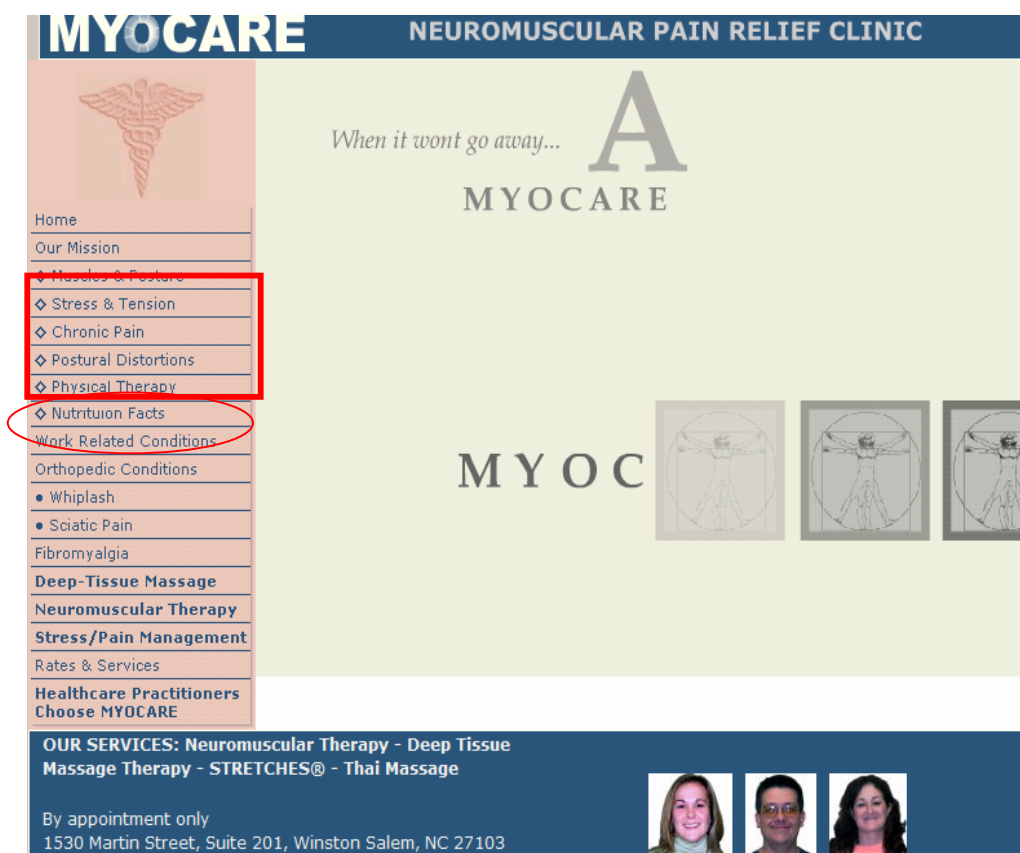 MYOCARE
NEUROMUSCULAR PAIN RELIEF CLINIC
When it wont go away...
A
MYOCARE
Home
Our Mission
Muscles & Posture
Stress & Tension
Chronic Pain
Postural Distortions
Physical Therapy
Nutrituion Facts
Work Related Conditions
Orthopedic Conditions
• Whiplash
• Sciatic Pain
Fibromyalgia
Deep-Tissue Massage
Neuromuscular Therapy
Stress/Pain Management
Rates & Services
Healthcare Practitioners
Choose MYOCARE
MYOC
OUR SERVICES: Neuromuscular Therapy - Deep Tissue
Massage Therapy - STRETCHES® - Thai Massage
By appointment only
1530 Martin Street, Suite 201, Winston Salem, NC 27103